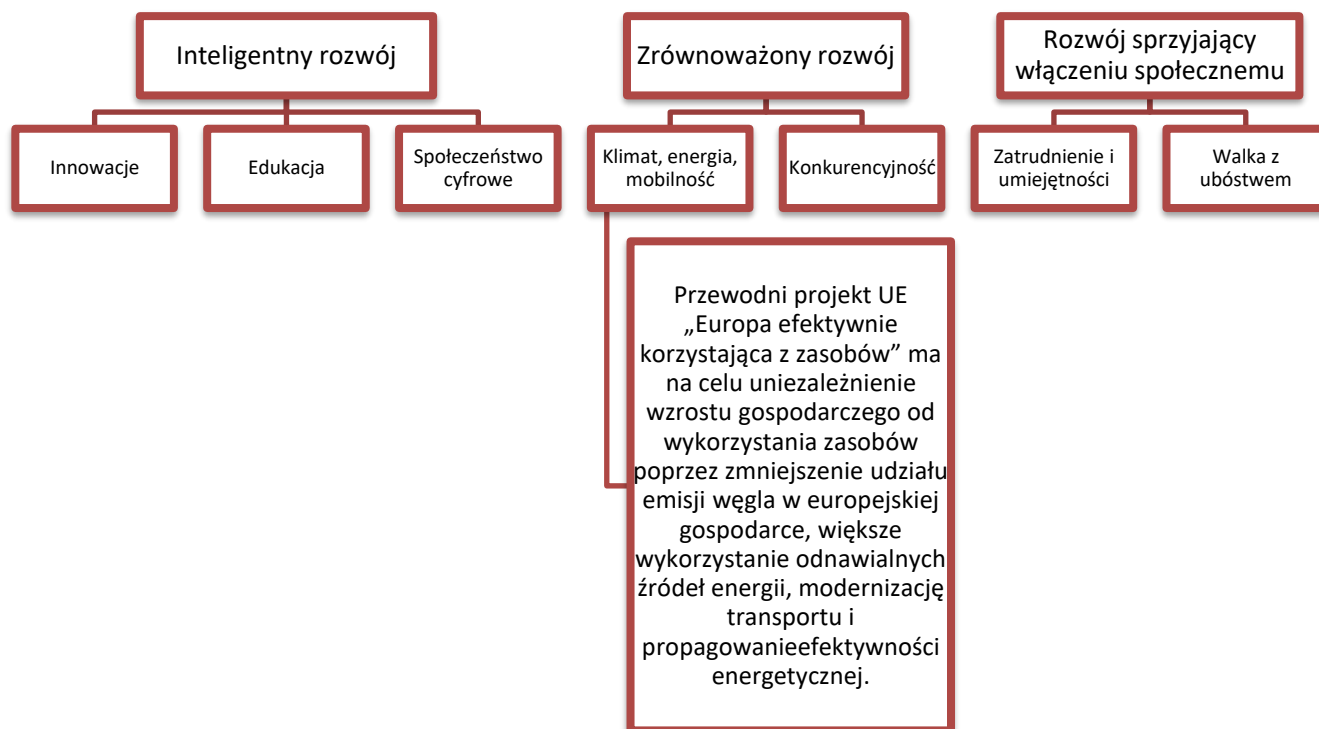 Inteligentny rozwój
Zrównoważony rozwój
Rozwój sprzyjający
włączeniu społecznemu
Innowacje
Edukacja
Społeczeństwo
cyfrowe
Klimat, energia,
mobilność
Konkurencyjność
Zatrudnienie i
umiejętności
Walka z
ubóstwem
Przewodni projekt UE
„Europa efektywnie
korzystająca z zasobów” ma
na celu uniezależnienie
wzrostu gospodarczego od
wykorzystania zasobów
poprzez zmniejszenie udziału
emisji węgla w europejskiej
gospodarce, większe
wykorzystanie odnawialnych
źródeł energii, modernizację
transportu i
propagowanieefektywności
energetycznej.